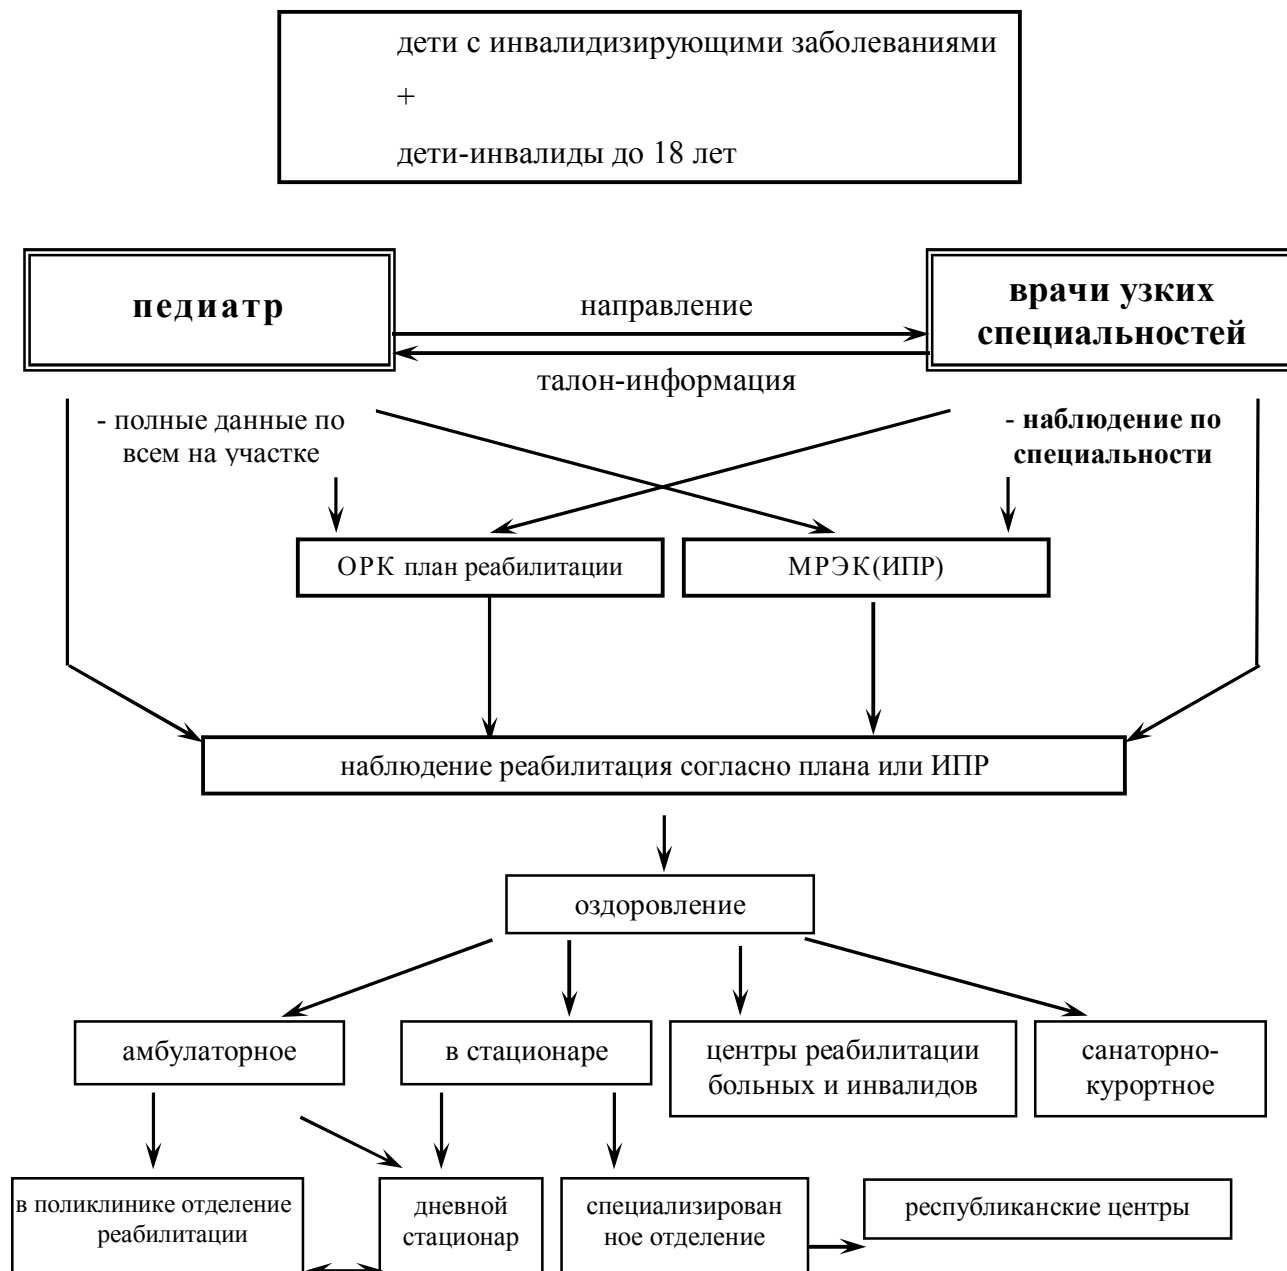 дети с инвалидизирующими заболеваниями
+
дети-инвалиды до 18 лет
педиатр
направление
врачи узких
специальностей
талон-информация
- полные данные по
всем на участке
- наблюдение по
специальности
ОРК план реабилитации
МРЭК(ИПР)
наблюдение реабилитация согласно плана или ИПР
оздоровление
амбулаторное
в стационаре
центры реабилитации
больных и инвалидов
санаторно-
курортное
в поликлинике отделение
реабилитации
дневной
стационар
специализирован
ное отделение
республиканские центры